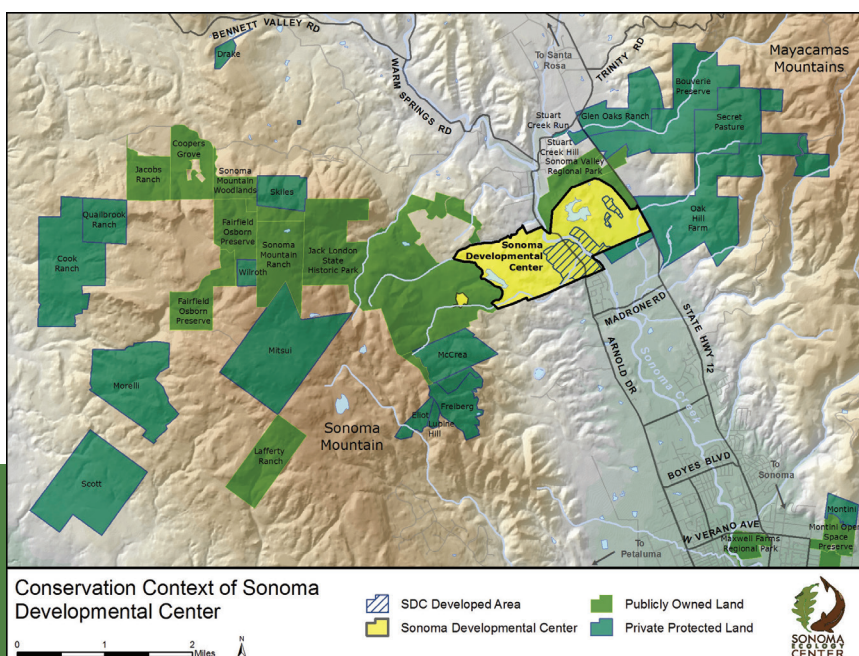 BENNETT VALLEY RD
Drake
WARM SPRINGS RD
To Santa
Rosa
TRINITY RD
Mayacamas
Mountains
Bouverie
Preserve
Stuart
Creek Run
Glen Oaks Ranch
Secret
Pasture
Stuart
Creek Hill
Sonoma Valley
Regional Park
Coopers
Grove
Jacobs
Ranch
Sonoma
Mountain
Woodlands
Skiles
Quailbrook
Ranch
Fairfield
Osborn
Preserve
Sonoma
Mountain
Ranch
Jack London
State
Historic Park
Oak
Hill
Farm
Cook
Ranch
Sonoma
Developmental
Center
Wilroth
Fairfield
Osborn
Preserve
MADRONE RD
STATE HWY 12
ARNOLD DR
Sonoma Creek
Mitsui
McCrea
Morelli
Freiberg
Eliot
Lupine
Hill
Sonoma
Mountain
Lafferty
Ranch
Scott
BOYES BLVD
To
Sonoma
W VERANO AVE
To
Petaluma
Maxwell Farms
Regional Park
Montini
Montini Open
Space
Preserve
Conservation Context of Sonoma
Developmental Center
SDC Developed Area
Publicly Owned Land
Sonoma Developmental Center
Private Protected Land
0 1 2
Miles
N
SONOMA
ECOLOGY
CENTER